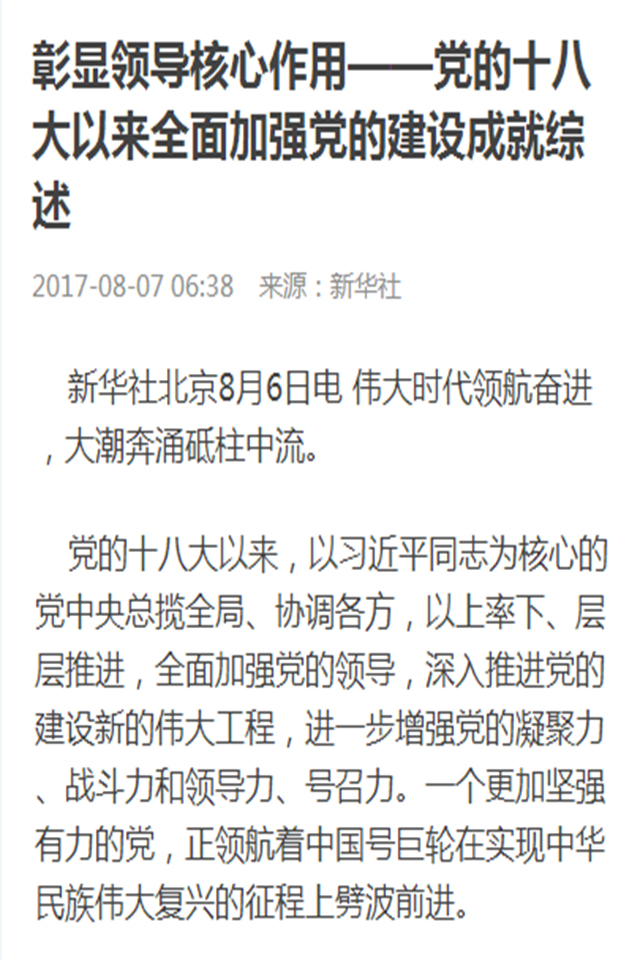 彰显领导核心作用——党的十八
大以来全面加强党的建设成就综
述
2017-08-07 06:38 来源：新华社
新华社北京8月6日电 伟大时代领航奋进
，大潮奔涌砥柱中流。
党的十八大以来，以习近平同志为核心的
党中央总揽全局、协调各方，以上率下、层
层推进，全面加强党的领导，深入推进党的
建设新的伟大工程，进一步增强党的凝聚力
、战斗力和领导力、号召力。一个更加坚强
有力的党，正领航着中国号巨轮在实现中华
民族伟大复兴的征程上劈波前进。